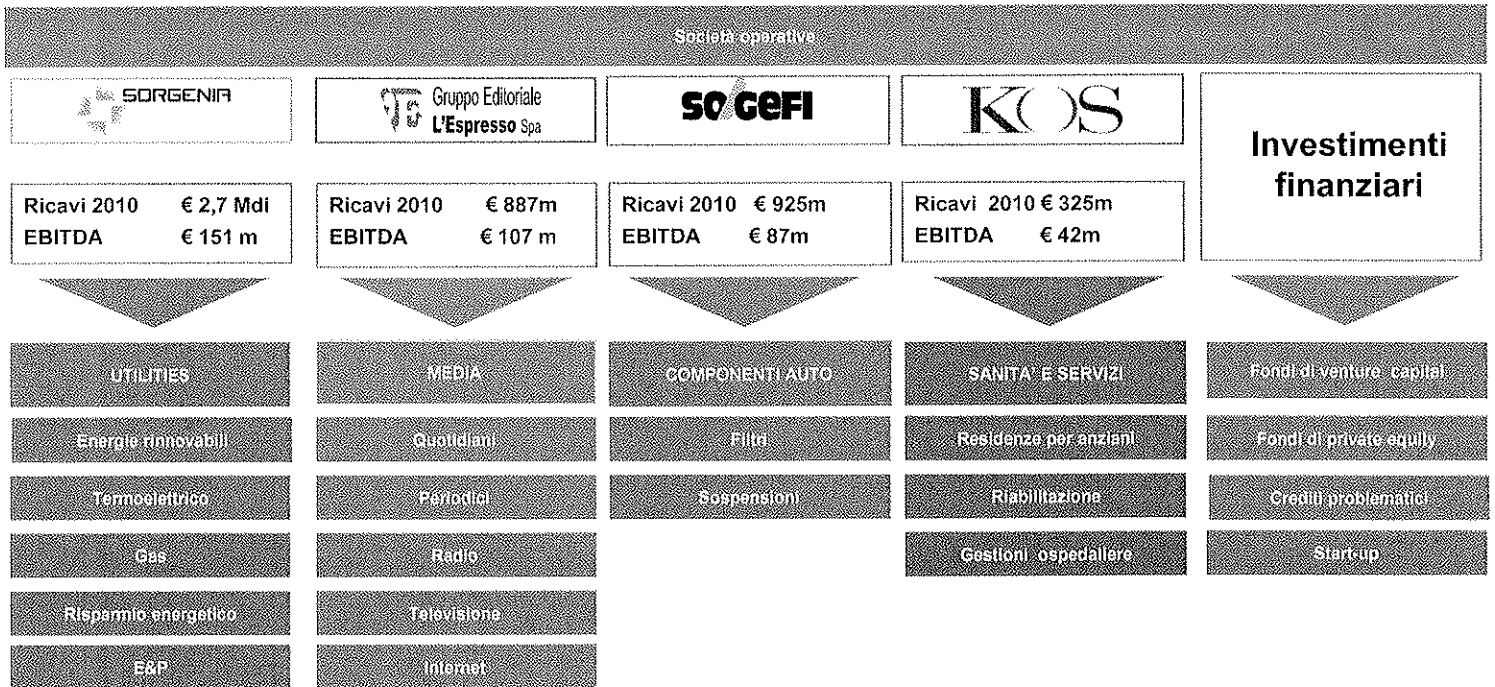 Società operative
SORGENIA
Gruppo Editoriale
L'Espresso Spa
SOGEFI
KOS
Investimenti
finanziari
Ricavi 2010 € 2,7 Mdi
EBITDA € 151 m
Ricavi 2010 € 887m
EBITDA € 107 m
Ricavi 2010 € 925m
EBITDA € 87m
Ricavi 2010 € 325m
EBITDA € 42m
UTILITIES
Energie rinnovabili
Termoelettrico
Gas
Risparmio energetico
E&P
MEDIA
Quotidiani
Periodici
Radio
Televisione
Internet
COMPONENTI AUTO
Filtri
Sospensioni
SANITA' E SERVIZI
Residenze per anziani
Riabilitazione
Gestioni ospedaliere
Fondi di venture capital
Fondi di private equity
Crediti problematici
Start-up